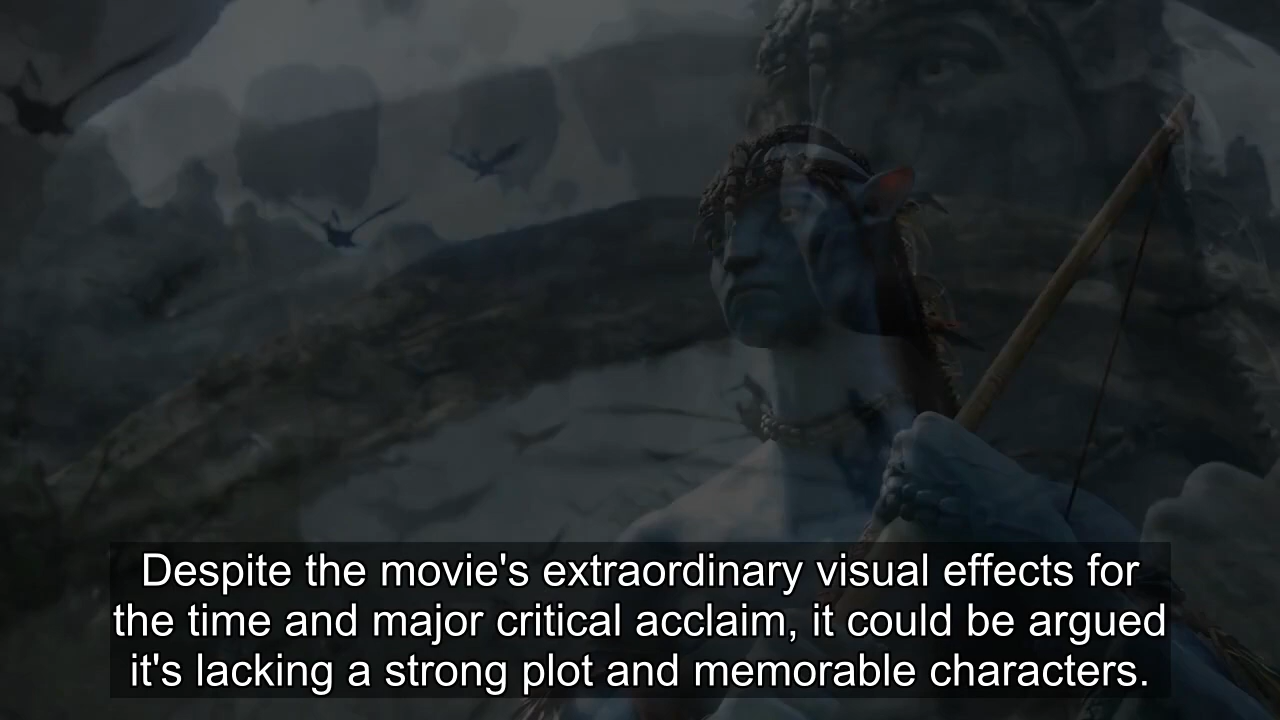 Despite the movie's extraordinary visual effects for
the time and major critical acclaim, it could be argued
it's lacking a strong plot and memorable characters.